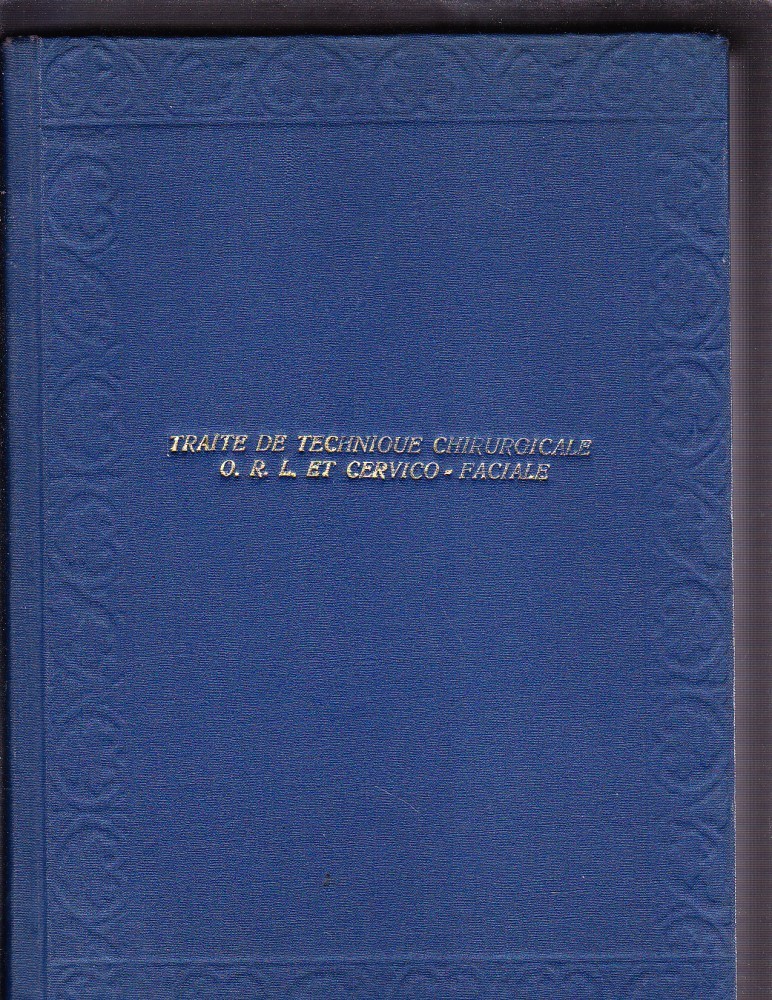 TRAITE DE TECHNIQUE CHIRURGICALE
O. R. L. ET CERVICO - FACIALE